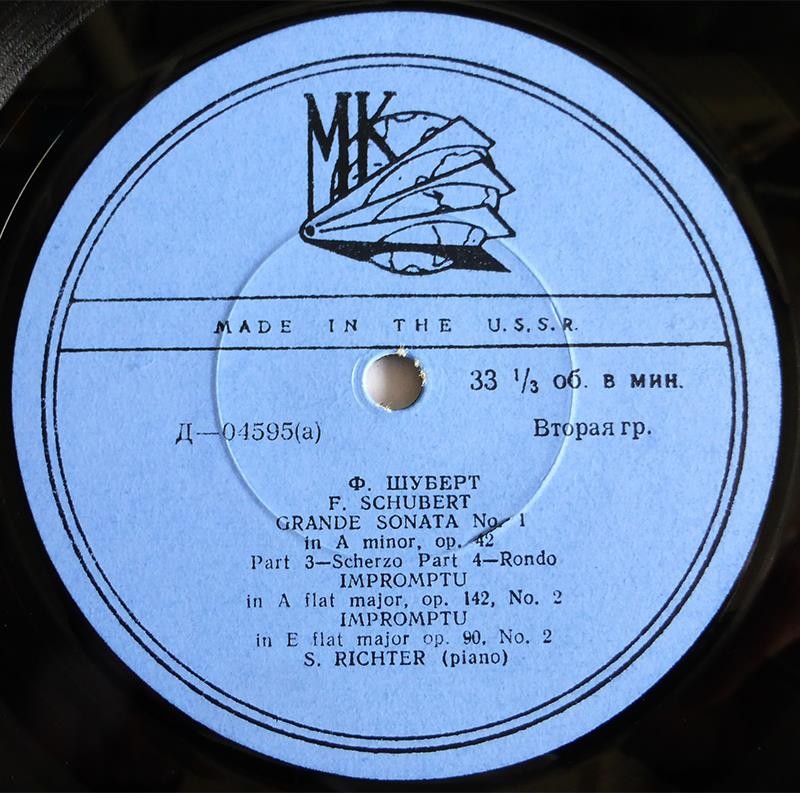 МК
MADE IN THE U.S.S.R.
33 ⅓ об. в мин.
Д—04595(а) Вторая гр.
Ф. ШУБЕРТ
F. SCHUBERT
GRANDE SONATA No. 1
in A minor, op. 42
Part 3—Scherzo Part 4—Rondo
IMPROMPTU
in A flat major, op. 142, No. 2
IMPROMPTU
in E flat major op. 90, No. 2
S. RICHTER (piano)